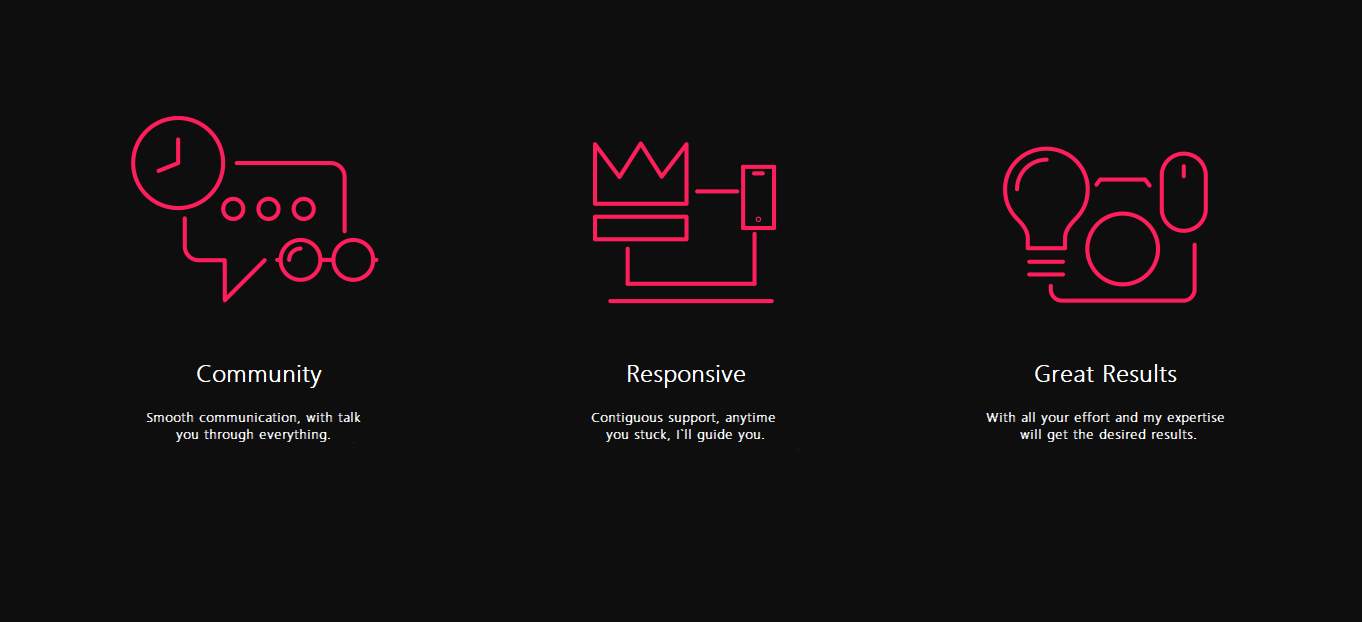 Community
Smooth communication, with talk
you through everything.
Responsive
Contiguous support, anytime
you stuck, I`ll guide you.
Great Results
With all your effort and my expertise
will get the desired results.